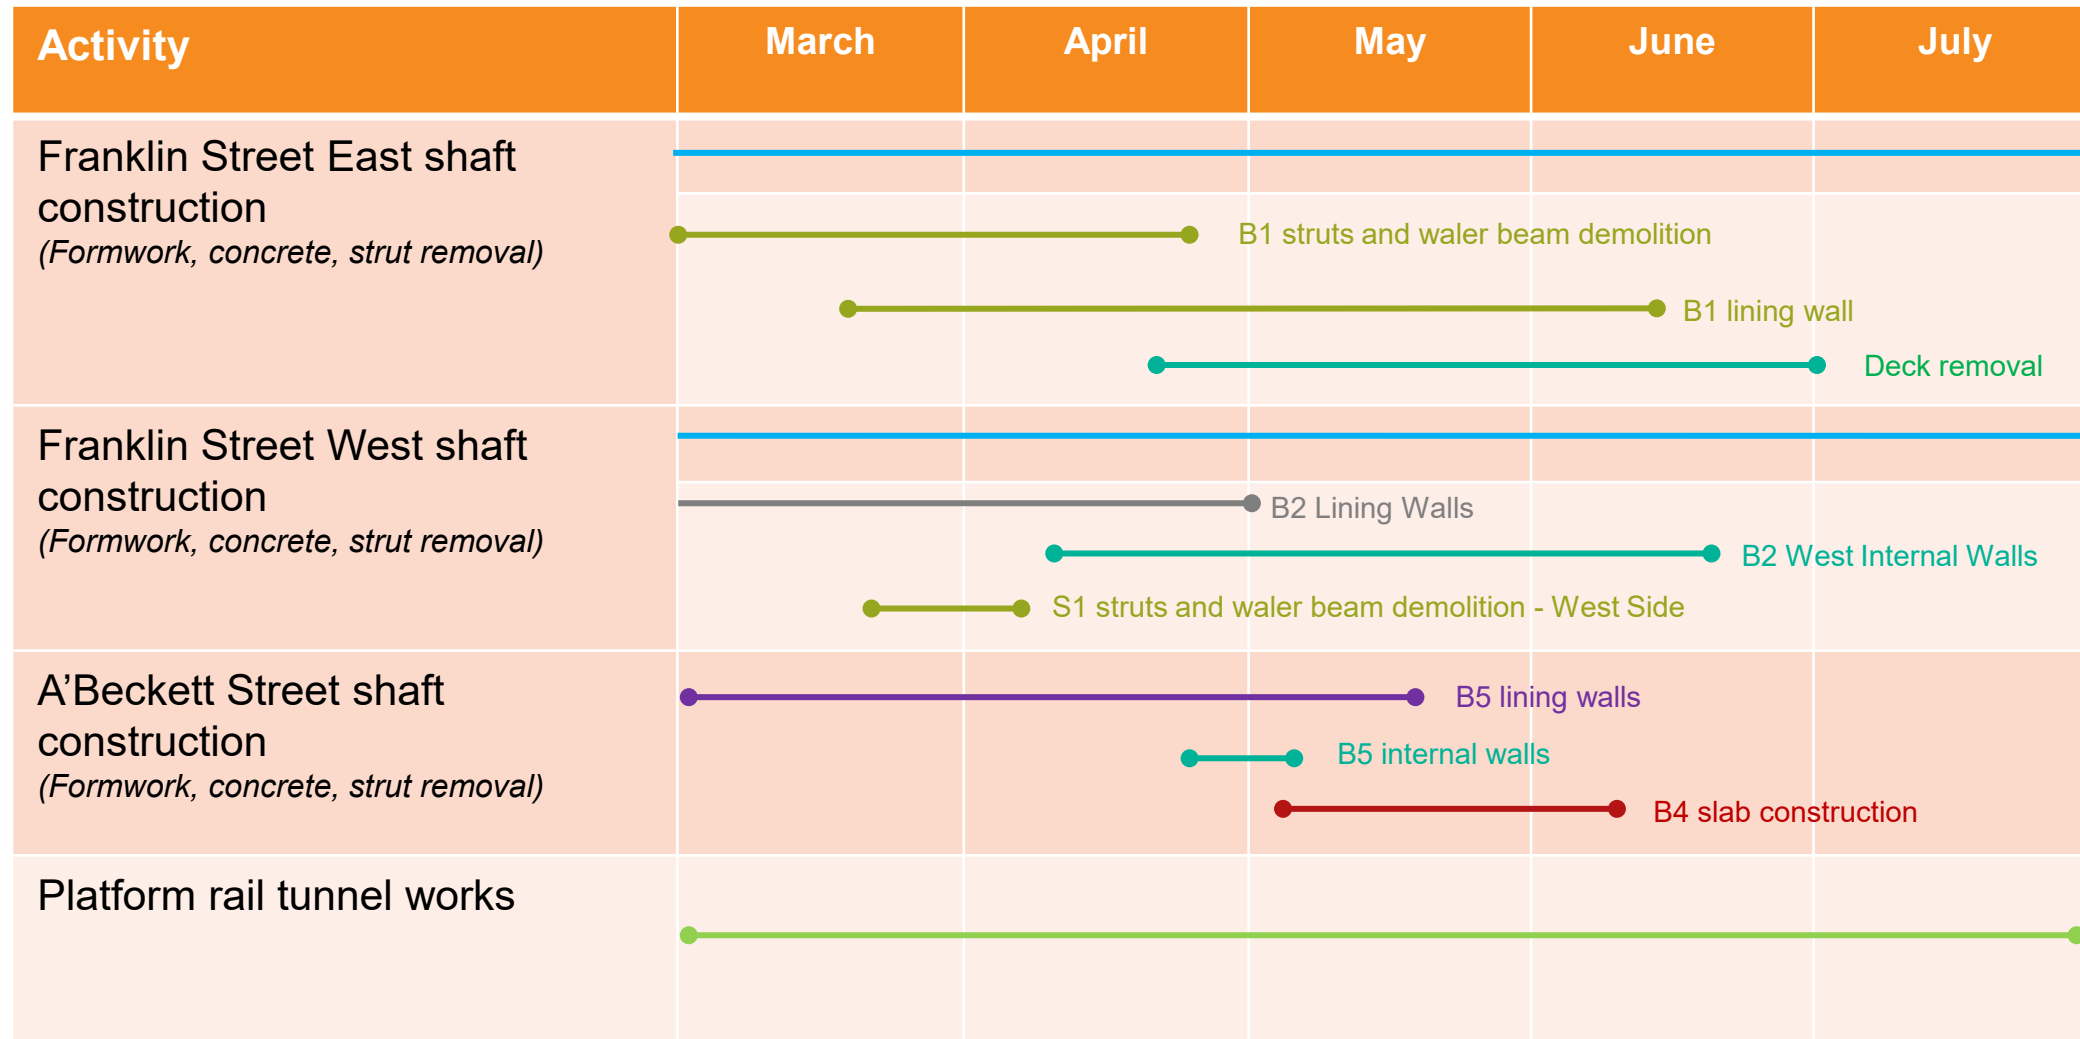 Activity
March
April
May
June
July
Franklin Street East shaft
construction
(Formwork, concrete, strut removal)
B1 struts and waler beam demolition
B1 lining wall
Deck removal
Franklin Street West shaft
construction
(Formwork, concrete, strut removal)
B2 Lining Walls
B2 West Internal Walls
S1 struts and waler beam demolition - West Side
A’Beckett Street shaft
construction
(Formwork, concrete, strut removal)
B5 lining walls
B5 internal walls
B4 slab construction
Platform rail tunnel works